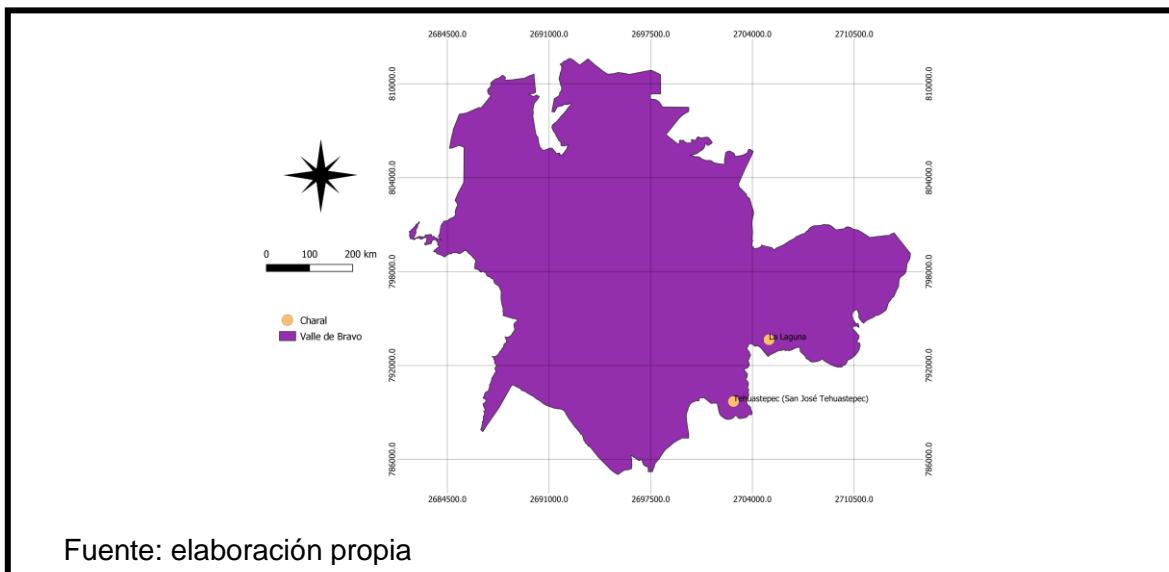 2684500.0 2691000.0 2697500.0 2704000.0 2710500.0
810000.0 810000.0
804000.0 804000.0
0 100 200 km
798000.0 798000.0
Charal
Valle de Bravo
La Laguna
792000.0 792000.0
Tehuastepec (San José Tehuastepec)
786000.0 786000.0
2684500.0 2691000.0 2697500.0 2704000.0 2710500.0
Fuente: elaboración propia